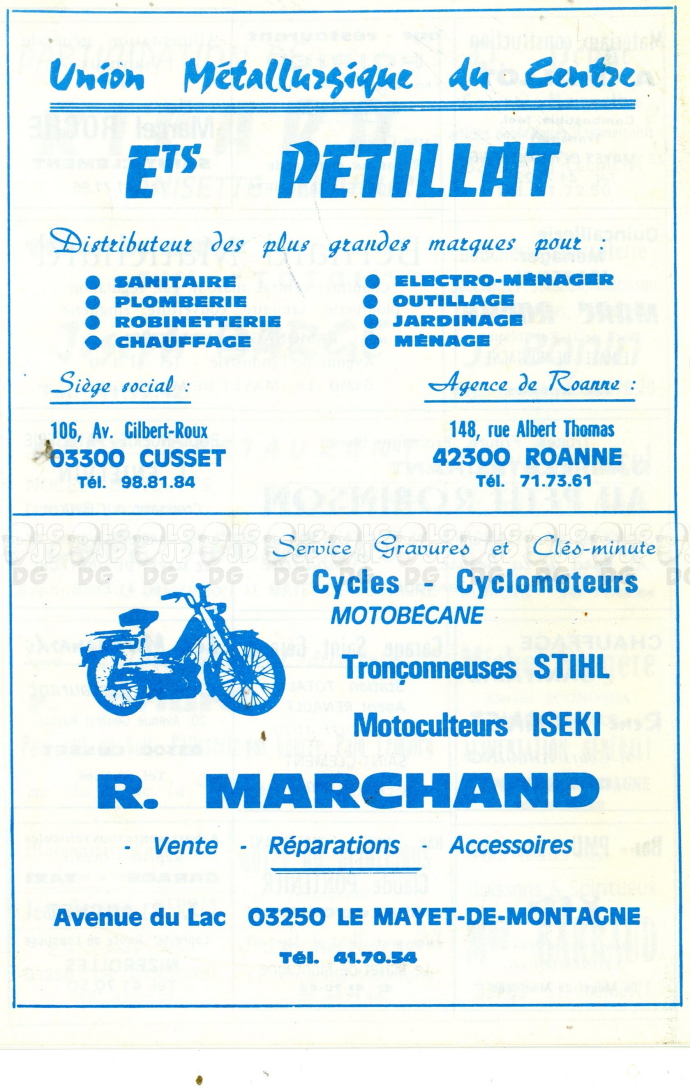 Union Métallurgique du Centre
ETS PETILLAT
Distributeur des plus grandes marques pour :
● SANITAIRE
● PLOMBERIE
● ROBINETTERIE
● CHAUFFAGE
● ELECTRO-MÉNAGER
● OUTILLAGE
● JARDINAGE
● MÉNAGE
Siège social :
106, Av. Gilbert-Roux
03300 CUSSET
Tél. 98.81.84
Agence de Roanne :
148, rue Albert Thomas
42300 ROANNE
Tél. 71.73.61
Service Gravures et Clés-minute
Cycles - Cyclomoteurs
MOTOBÉCANE
Tronçonneuses STIHL
Motoculteurs ISEKI
R. MARCHAND
- Vente - Réparations - Accessoires
Avenue du Lac 03250 LE MAYET-DE-MONTAGNE
Tél. 41.70.54